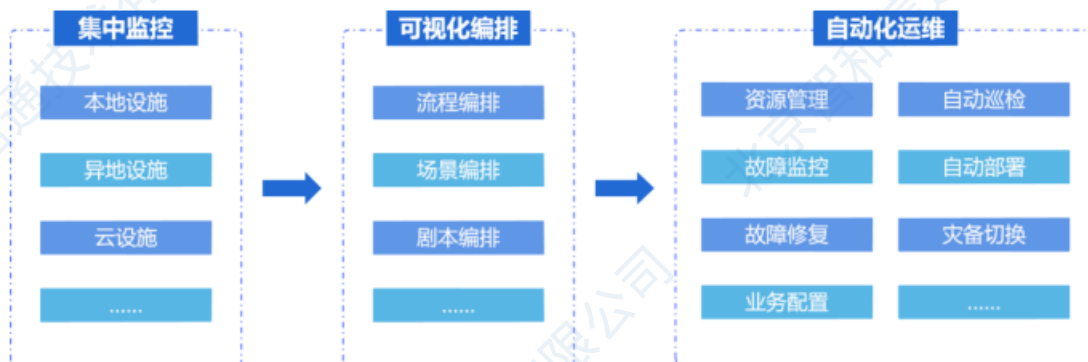 集中监控
本地设施
异地设施
云设施
......
可视化编排
流程编排
场景编排
剧本编排
......
自动化运维
资源管理 自动巡检
故障监控 自动部署
故障修复 灾备切换
业务配置 ......